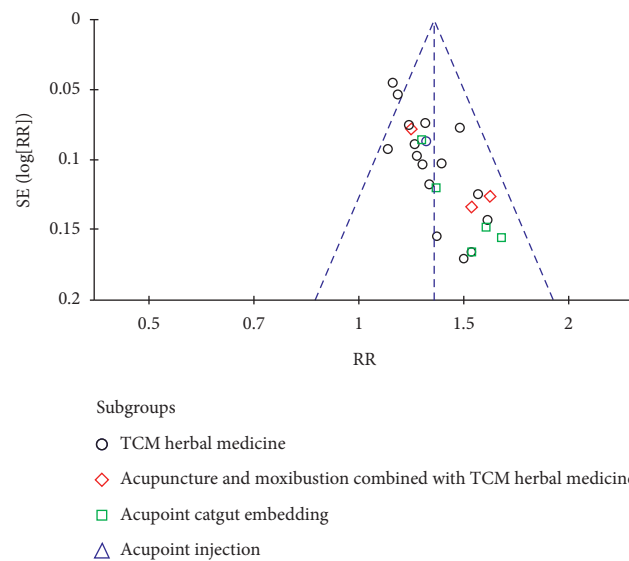 0
0.05
0.1
0.15
0.2
SE (log[RR])
0.5 0.7 1 1.5 2
RR
Subgroups
TCM herbal medicine
Acupuncture and moxibustion combined with TCM herbal medicine
Acupoint catgut embedding
Acupoint injection